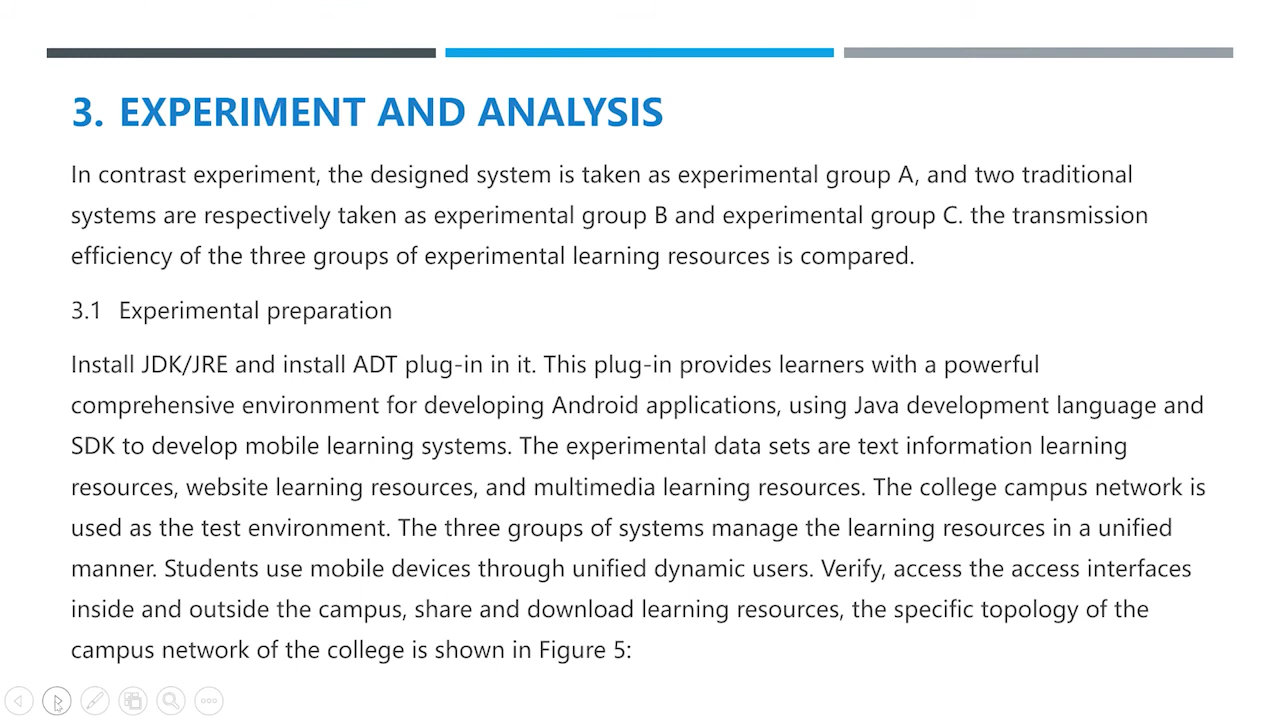 3. EXPERIMENT AND ANALYSIS
In contrast experiment, the designed system is taken as experimental group A, and two traditional
systems are respectively taken as experimental group B and experimental group C. the transmission
efficiency of the three groups of experimental learning resources is compared.
3.1 Experimental preparation
Install JDK/JRE and install ADT plug-in in it. This plug-in provides learners with a powerful
comprehensive environment for developing Android applications, using Java development language and
SDK to develop mobile learning systems. The experimental data sets are text information learning
resources, website learning resources, and multimedia learning resources. The college campus network is
used as the test environment. The three groups of systems manage the learning resources in a unified
manner. Students use mobile devices through unified dynamic users. Verify, access the access interfaces
inside and outside the campus, share and download learning resources, the specific topology of the
campus network of the college is shown in Figure 5: